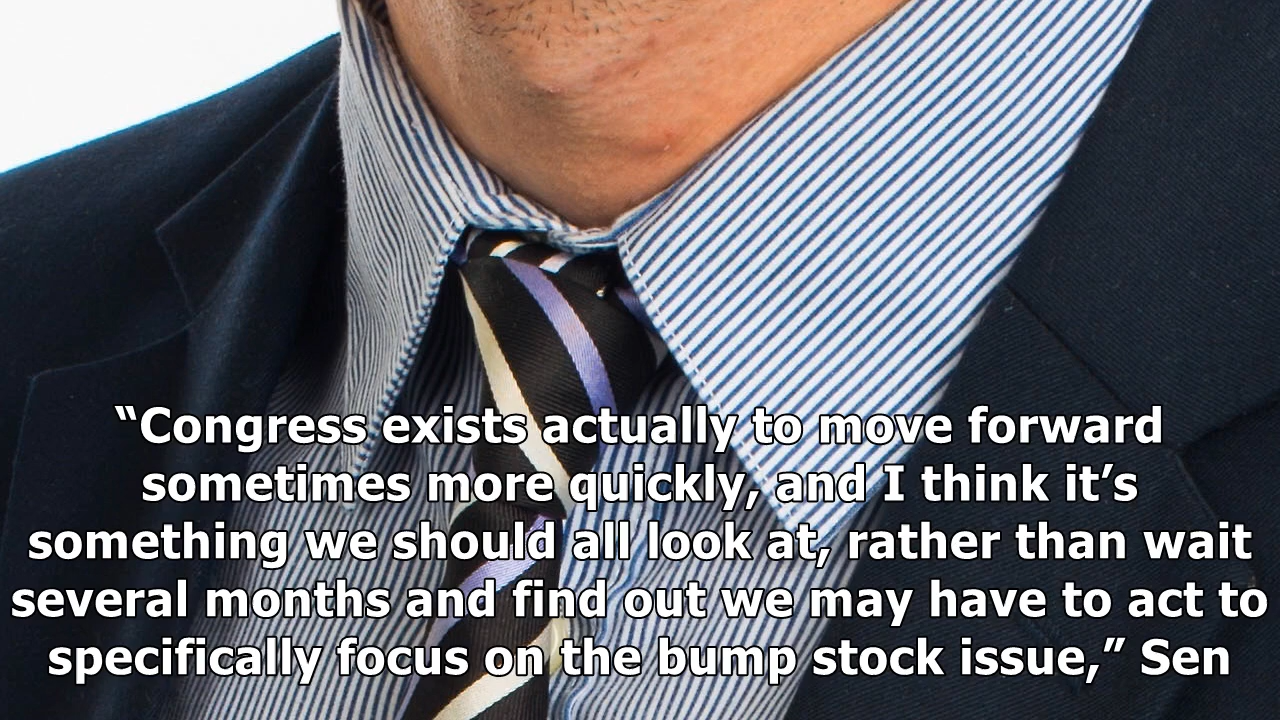 “Congress exists actually to move forward
sometimes more quickly, and I think it’s
something we should all look at, rather than wait
several months and find out we may have to act to
specifically focus on the bump stock issue,” Sen